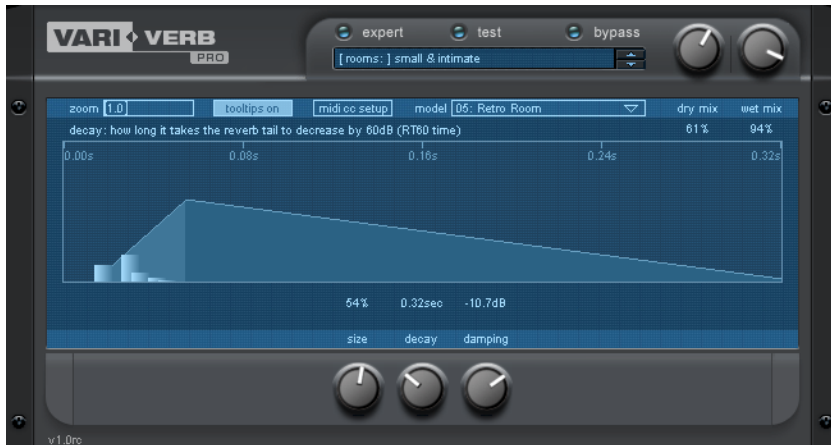 VARI VERB
PRO
expert test bypass
[rooms:] small & intimate
zoom 1.0 tooltips on midi cc setup model 05: Retro Room dry mix wet mix
decay: how long it takes the reverb tail to decrease by 60dB (RT60 time) 61% 94%
0.00s 0.08s 0.16s 0.24s 0.32s
54% 0.32sec -10.7dB
size decay damping
v1.0rc